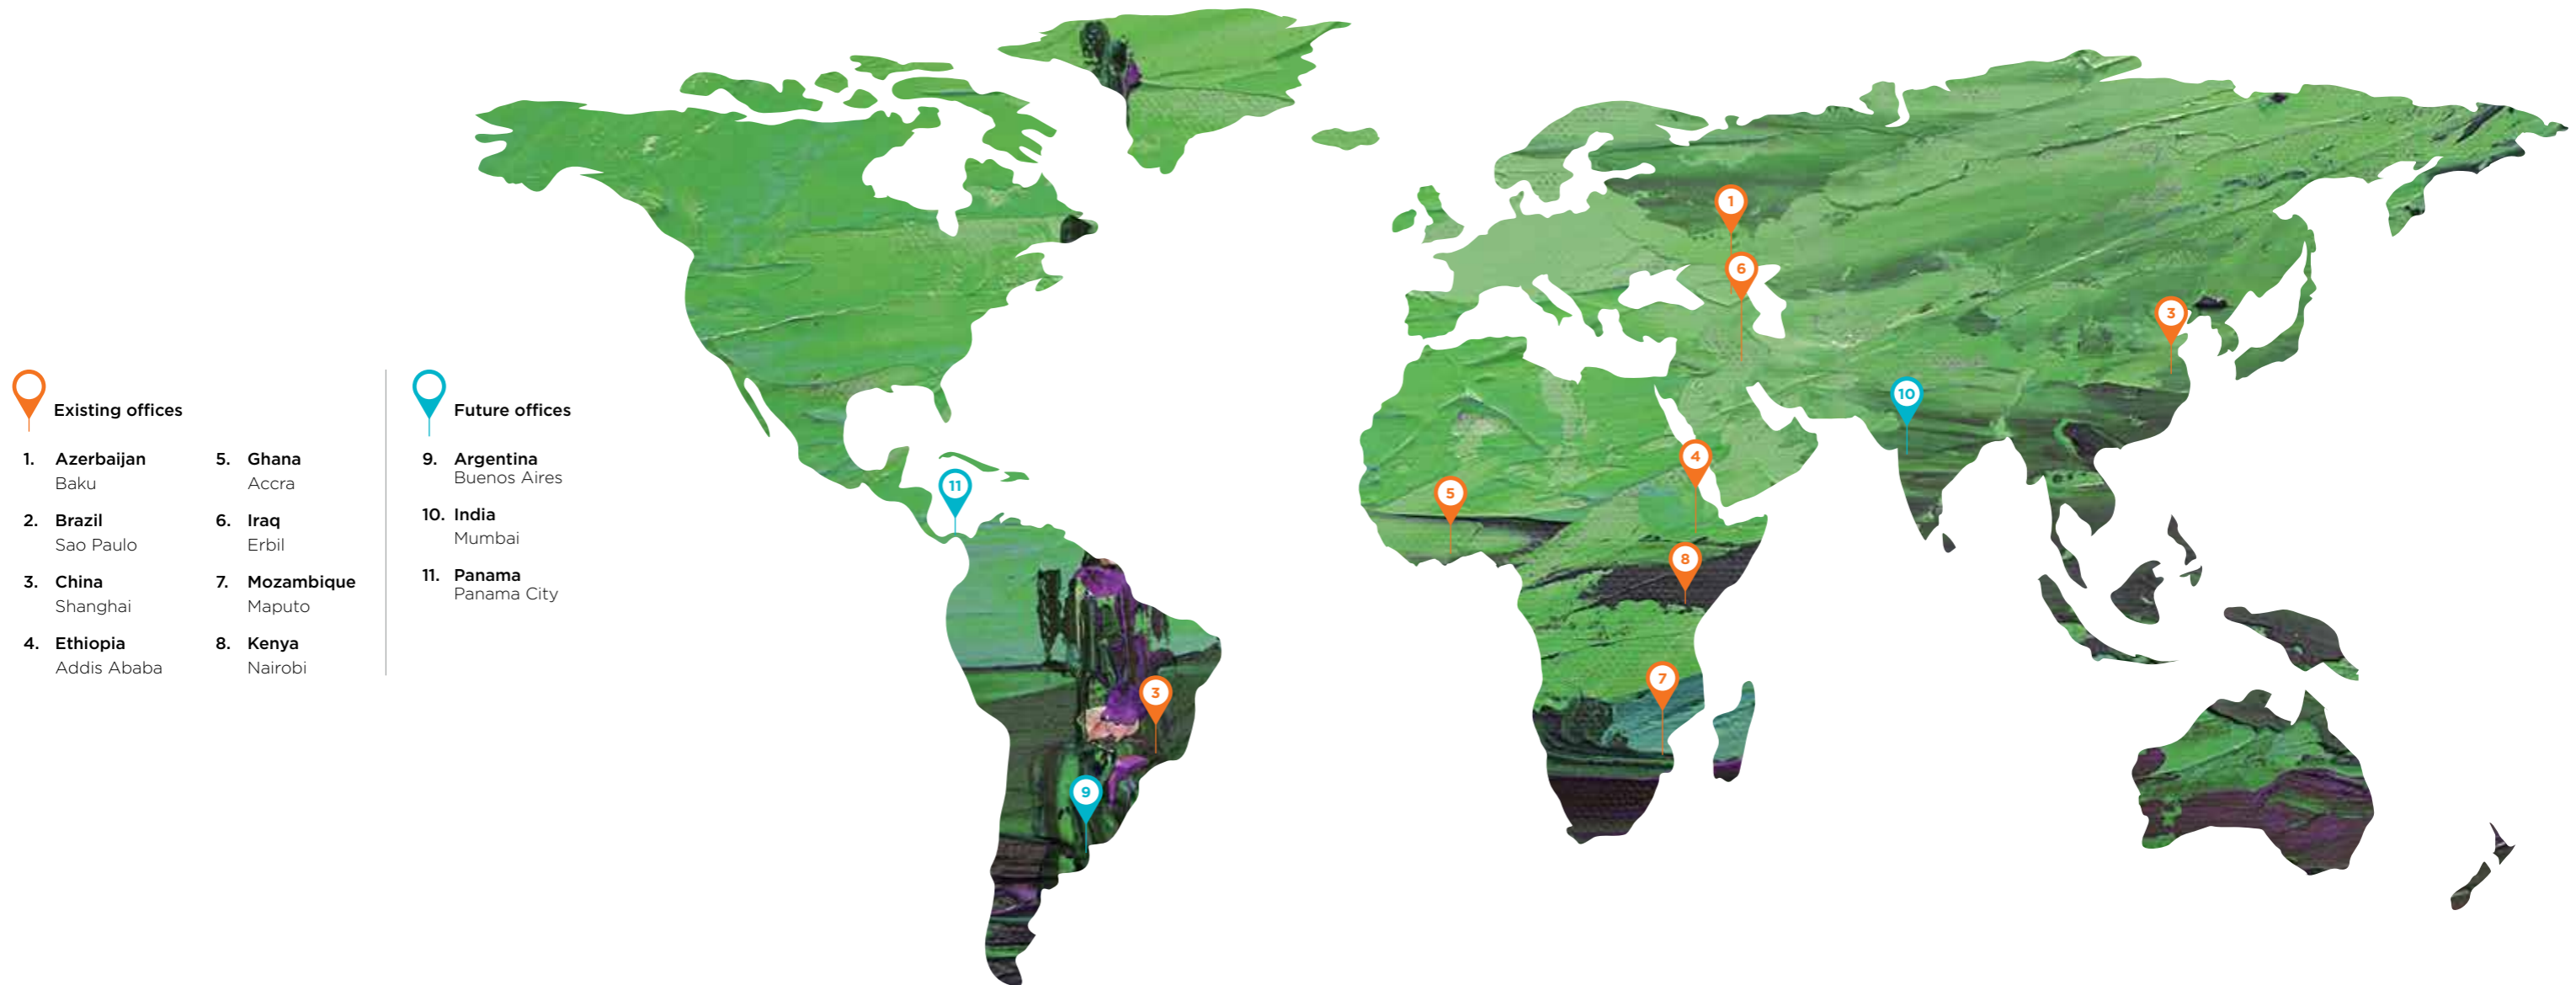 Existing offices
1. Azerbaijan
Baku
2. Brazil
Sao Paulo
3. China
Shanghai
4. Ethiopia
Addis Ababa
5. Ghana
Accra
6. Iraq
Erbil
7. Mozambique
Maputo
8. Kenya
Nairobi
Future offices
9. Argentina
Buenos Aires
10. India
Mumbai
11. Panama
Panama City
1
6
3
10
4
11
5
8
7
3
9